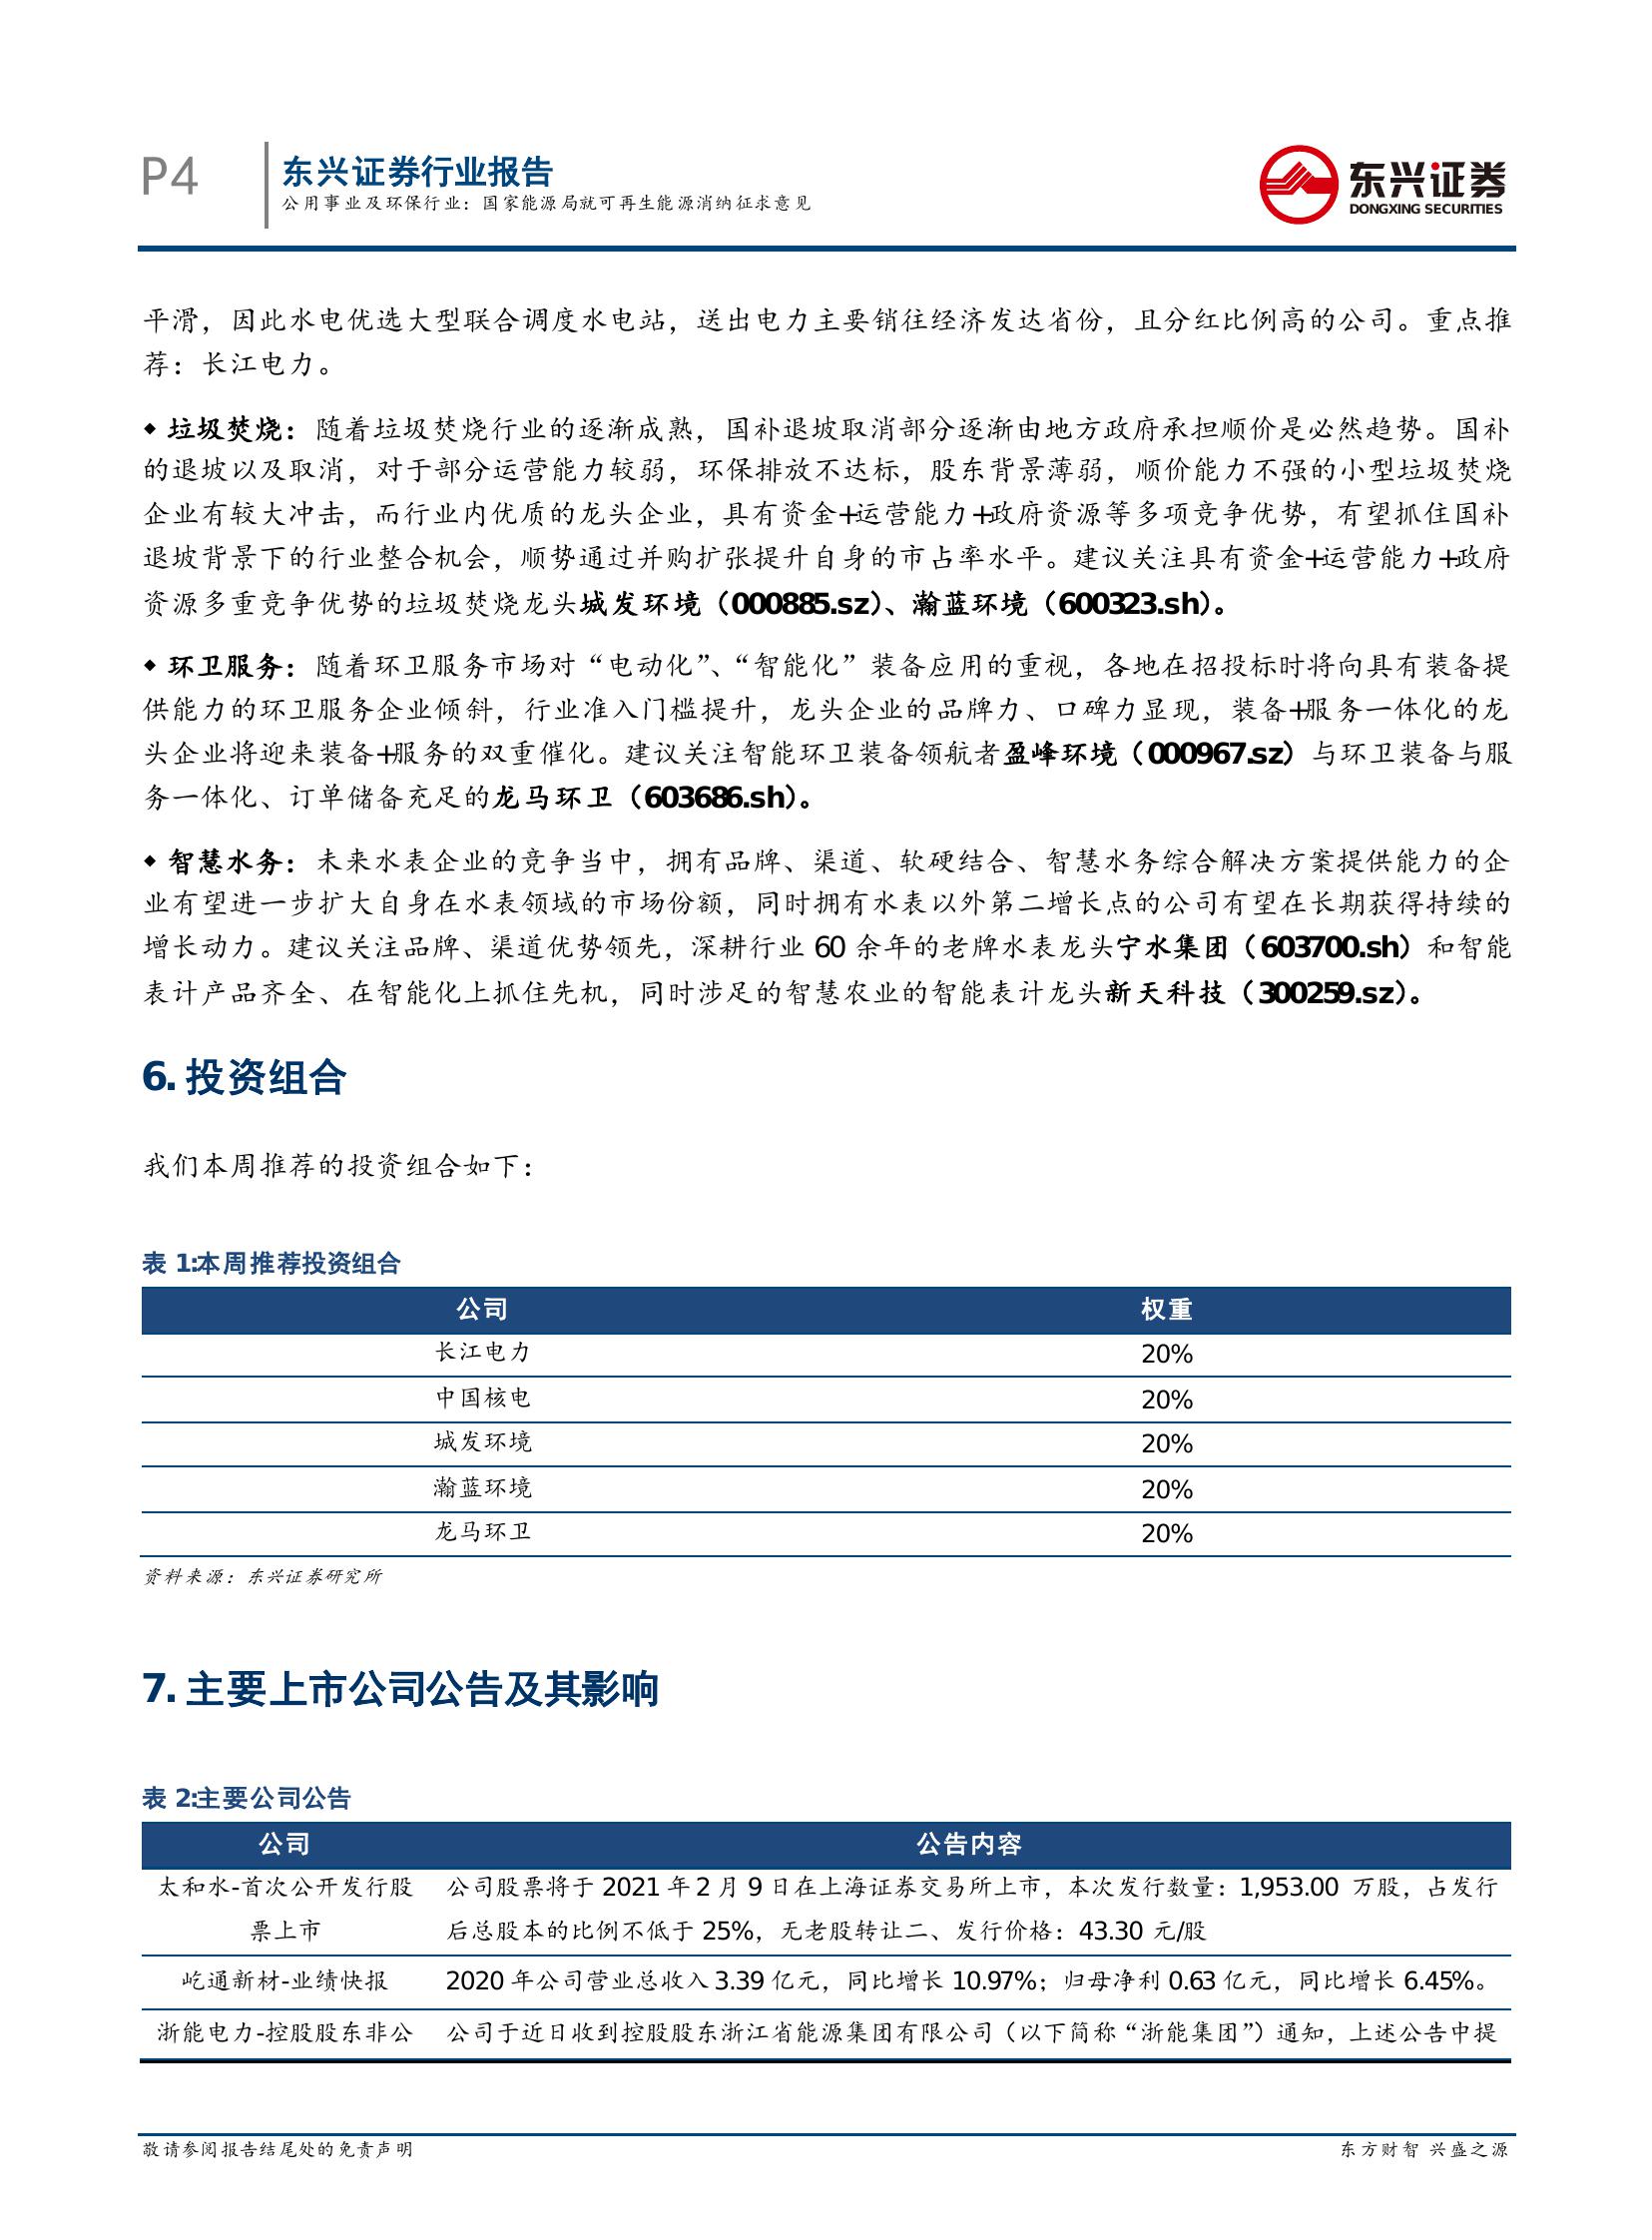 P4
东兴证券行业报告
公用事业及环保行业：国家能源局就可再生能源消纳征求意见
东兴证券
DONGXING SECURITIES
平滑，因此水电优选大型联合调度水电站，送出电力主要销往经济发达省份，且分红比例高的公司。重点推
荐：长江电力。
◆ 垃圾焚烧：随着垃圾焚烧行业的逐渐成熟，国补退坡取消部分逐渐由地方政府承担顺价是必然趋势。国补
的退坡以及取消，对于部分运营能力较弱，环保排放不达标，股东背景薄弱，顺价能力不强的小型垃圾焚烧
企业有较大冲击，而行业内优质的龙头企业，具有资金+运营能力+政府资源等多项竞争优势，有望抓住国补
退坡背景下的行业整合机会，顺势通过并购扩张提升自身的市占率水平。建议关注具有资金+运营能力+政府
资源多重竞争优势的垃圾焚烧龙头城发环境（000885.sz）、瀚蓝环境（600323.sh）。
◆ 环卫服务：随着环卫服务市场对“电动化”、“智能化”装备应用的重视，各地在招投标时将向具有装备提
供能力的环卫服务企业倾斜，行业准入门槛提升，龙头企业的品牌力、口碑力显现，装备+服务一体化的龙
头企业将迎来装备+服务的双重催化。建议关注智能环卫装备领航者盈峰环境（000967.sz）与环卫装备与服
务一体化、订单储备充足的龙马环卫（603686.sh）。
◆ 智慧水务：未来水表企业的竞争当中，拥有品牌、渠道、软硬结合、智慧水务综合解决方案提供能力的企
业有望进一步扩大自身在水表领域的市场份额，同时拥有水表以外第二增长点的公司有望在长期获得持续的
增长动力。建议关注品牌、渠道优势领先，深耕行业 60 余年的老牌水表龙头宁水集团（603700.sh）和智能
表计产品齐全、在智能化上抓住先机，同时涉足的智慧农业的智能表计龙头新天科技（300259.sz）。
6. 投资组合
我们本周推荐的投资组合如下：
表 1:本周推荐投资组合
公司 权重
长江电力 20%
中国核电 20%
城发环境 20%
瀚蓝环境 20%
龙马环卫 20%
资料来源：东兴证券研究所
7. 主要上市公司公告及其影响
表 2:主要公司公告
公司 公告内容
太和水-首次公开发行股 公司股票将于 2021 年 2 月 9 日在上海证券交易所上市，本次发行数量：1,953.00 万股，占发行
票上市 后总股本的比例不低于 25%，无老股转让二、发行价格：43.30 元/股
屹通新材-业绩快报 2020 年公司营业总收入 3.39 亿元，同比增长 10.97%；归母净利 0.63 亿元，同比增长 6.45%。
浙能电力-控股股东非公 公司于近日收到控股股东浙江省能源集团有限公司（以下简称“浙能集团”）通知，上述公告中提
敬请参阅报告结尾处的免责声明 东方财智 兴盛之源